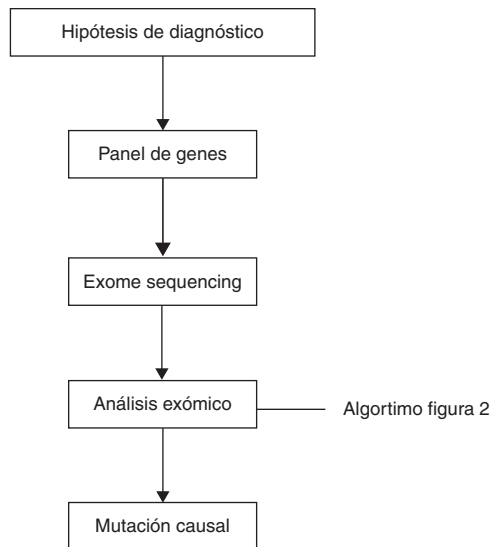 Hipótesis de diagnóstico
Panel de genes
Exome sequencing
Análisis exómico
Algortimo figura 2
Mutación causal